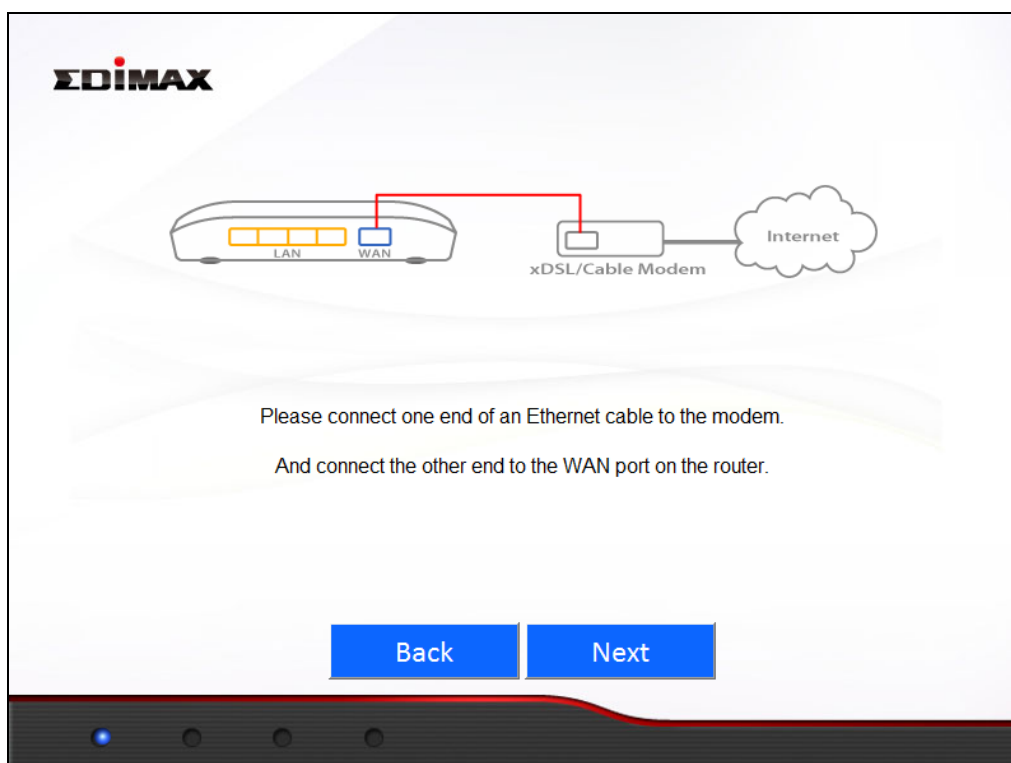 EDIMAX
LAN WAN
xDSL/Cable Modem
Internet
Please connect one end of an Ethernet cable to the modem.
And connect the other end to the WAN port on the router.
Back Next